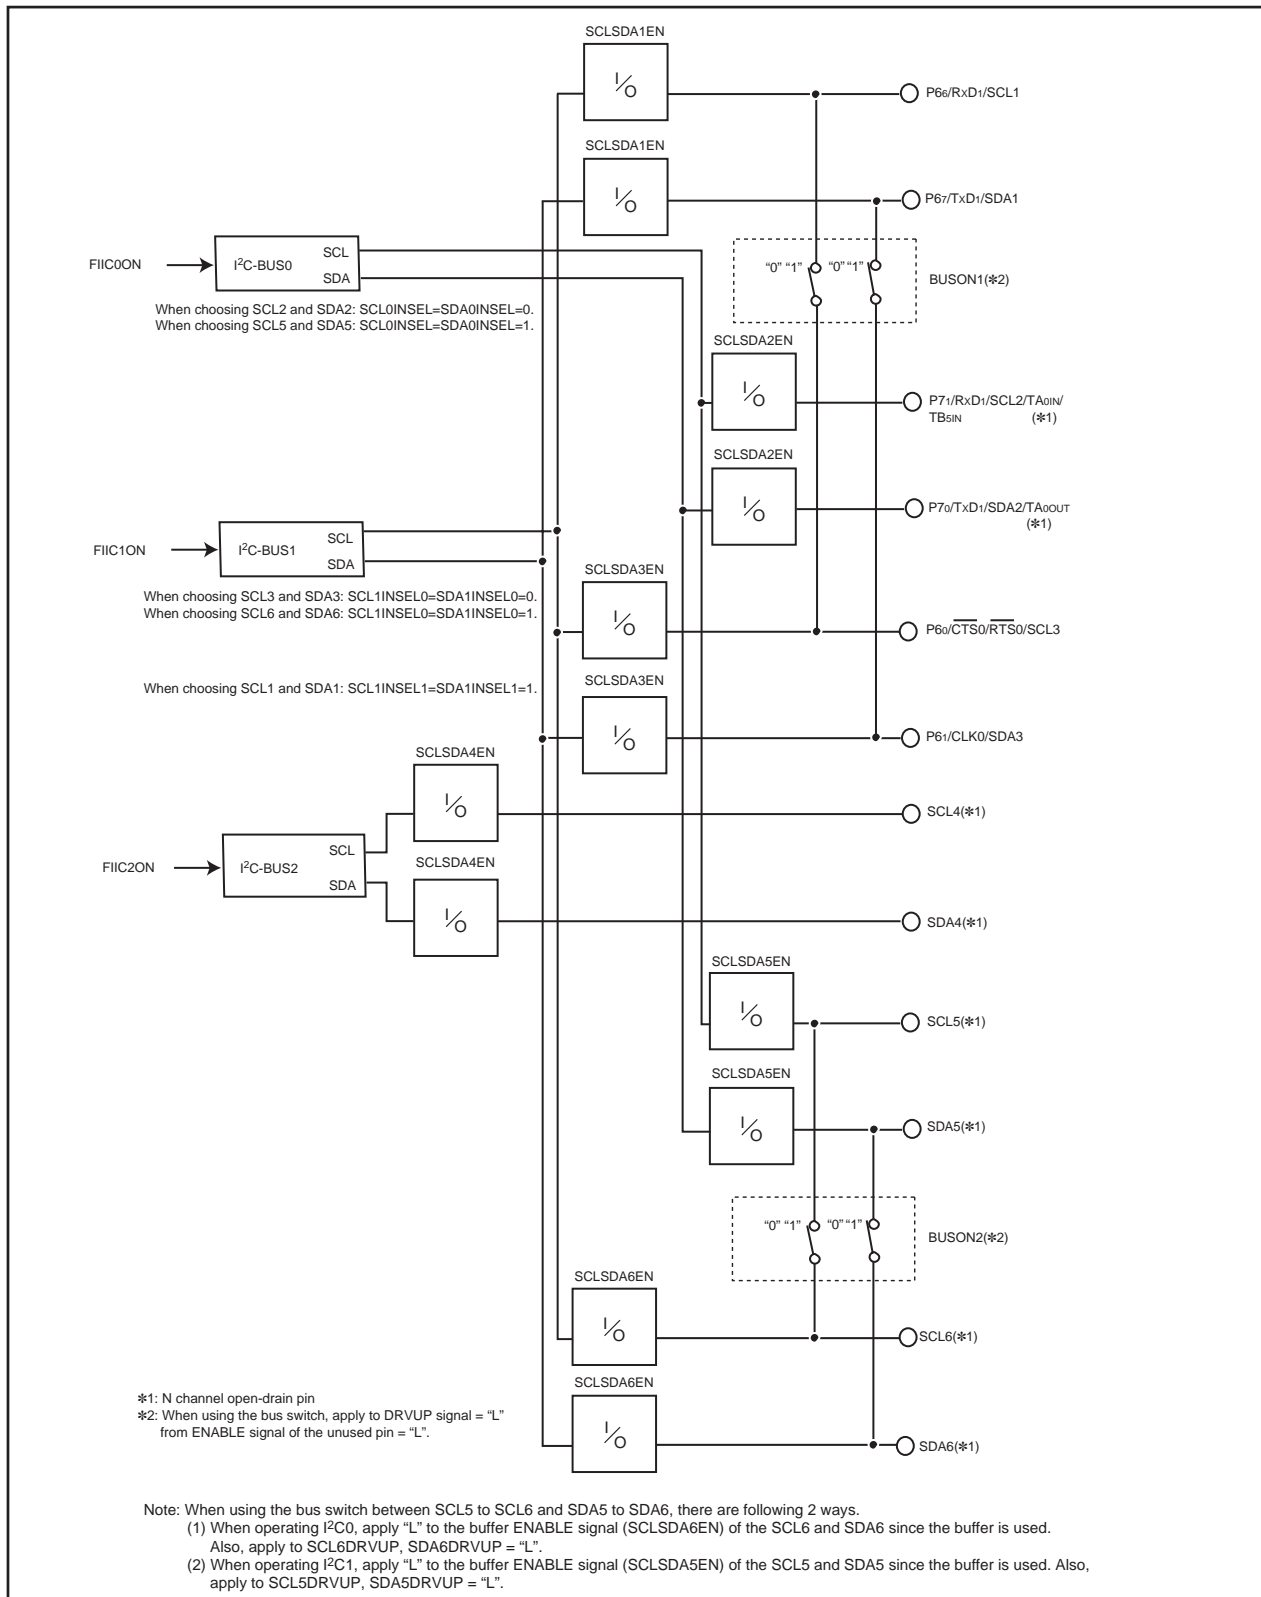 SCLSDA1EN
I/O
P66/RxD1/SCL1
SCLSDA1EN
I/O
P67/TxD1/SDA1
FIIC0ON
I²C-BUS0
SCL
SDA
"0" "1" "0" "1"
BUSON1(✽2)
When choosing SCL2 and SDA2: SCL0INSEL=SDA0INSEL=0.
When choosing SCL5 and SDA5: SCL0INSEL=SDA0INSEL=1.
SCLSDA2EN
I/O
P71/RxD1/SCL2/TA0IN/
TB5IN (✽1)
SCLSDA2EN
I/O
P70/TxD1/SDA2/TA0OUT
(✽1)
FIIC1ON
I²C-BUS1
SCL
SDA
SCLSDA3EN
I/O
P60/CTS0/RTS0/SCL3
When choosing SCL3 and SDA3: SCL1INSEL0=SDA1INSEL0=0.
When choosing SCL6 and SDA6: SCL1INSEL0=SDA1INSEL0=1.
When choosing SCL1 and SDA1: SCL1INSEL1=SDA1INSEL1=1.
SCLSDA3EN
I/O
P61/CLK0/SDA3
SCLSDA4EN
I/O
SCL4(✽1)
FIIC2ON
I²C-BUS2
SCL
SDA
SCLSDA4EN
I/O
SDA4(✽1)
SCLSDA5EN
I/O
SCL5(✽1)
SCLSDA5EN
I/O
SDA5(✽1)
"0" "1" "0" "1"
BUSON2(✽2)
SCLSDA6EN
I/O
SCL6(✽1)
SCLSDA6EN
I/O
SDA6(✽1)
✽1: N channel open-drain pin
✽2: When using the bus switch, apply to DRVUP signal = "L"
from ENABLE signal of the unused pin = "L".
Note: When using the bus switch between SCL5 to SCL6 and SDA5 to SDA6, there are following 2 ways.
(1) When operating I²C0, apply "L" to the buffer ENABLE signal (SCLSDA6EN) of the SCL6 and SDA6 since the buffer is used.
Also, apply to SCL6DRVUP, SDA6DRVUP = "L".
(2) When operating I²C1, apply "L" to the buffer ENABLE signal (SCLSDA5EN) of the SCL5 and SDA5 since the buffer is used. Also,
apply to SCL5DRVUP, SDA5DRVUP = "L".